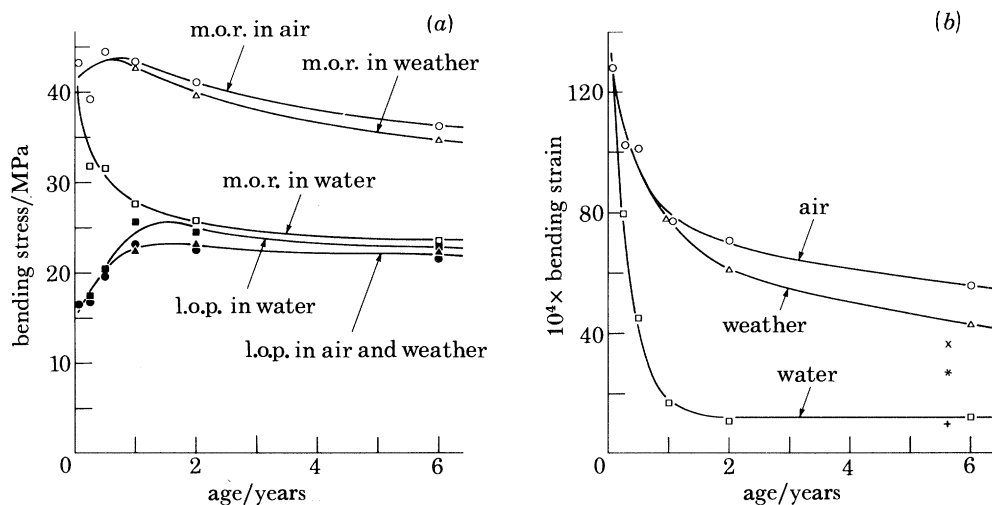 (a)
m.o.r. in air
m.o.r. in weather
m.o.r. in water
l.o.p. in water
l.o.p. in air and weather
bending stress/MPa
40
30
20
10
0
2
4
6
age/years
(b)
air
weather
water
10⁴× bending strain
120
80
40
0
2
4
6
age/years